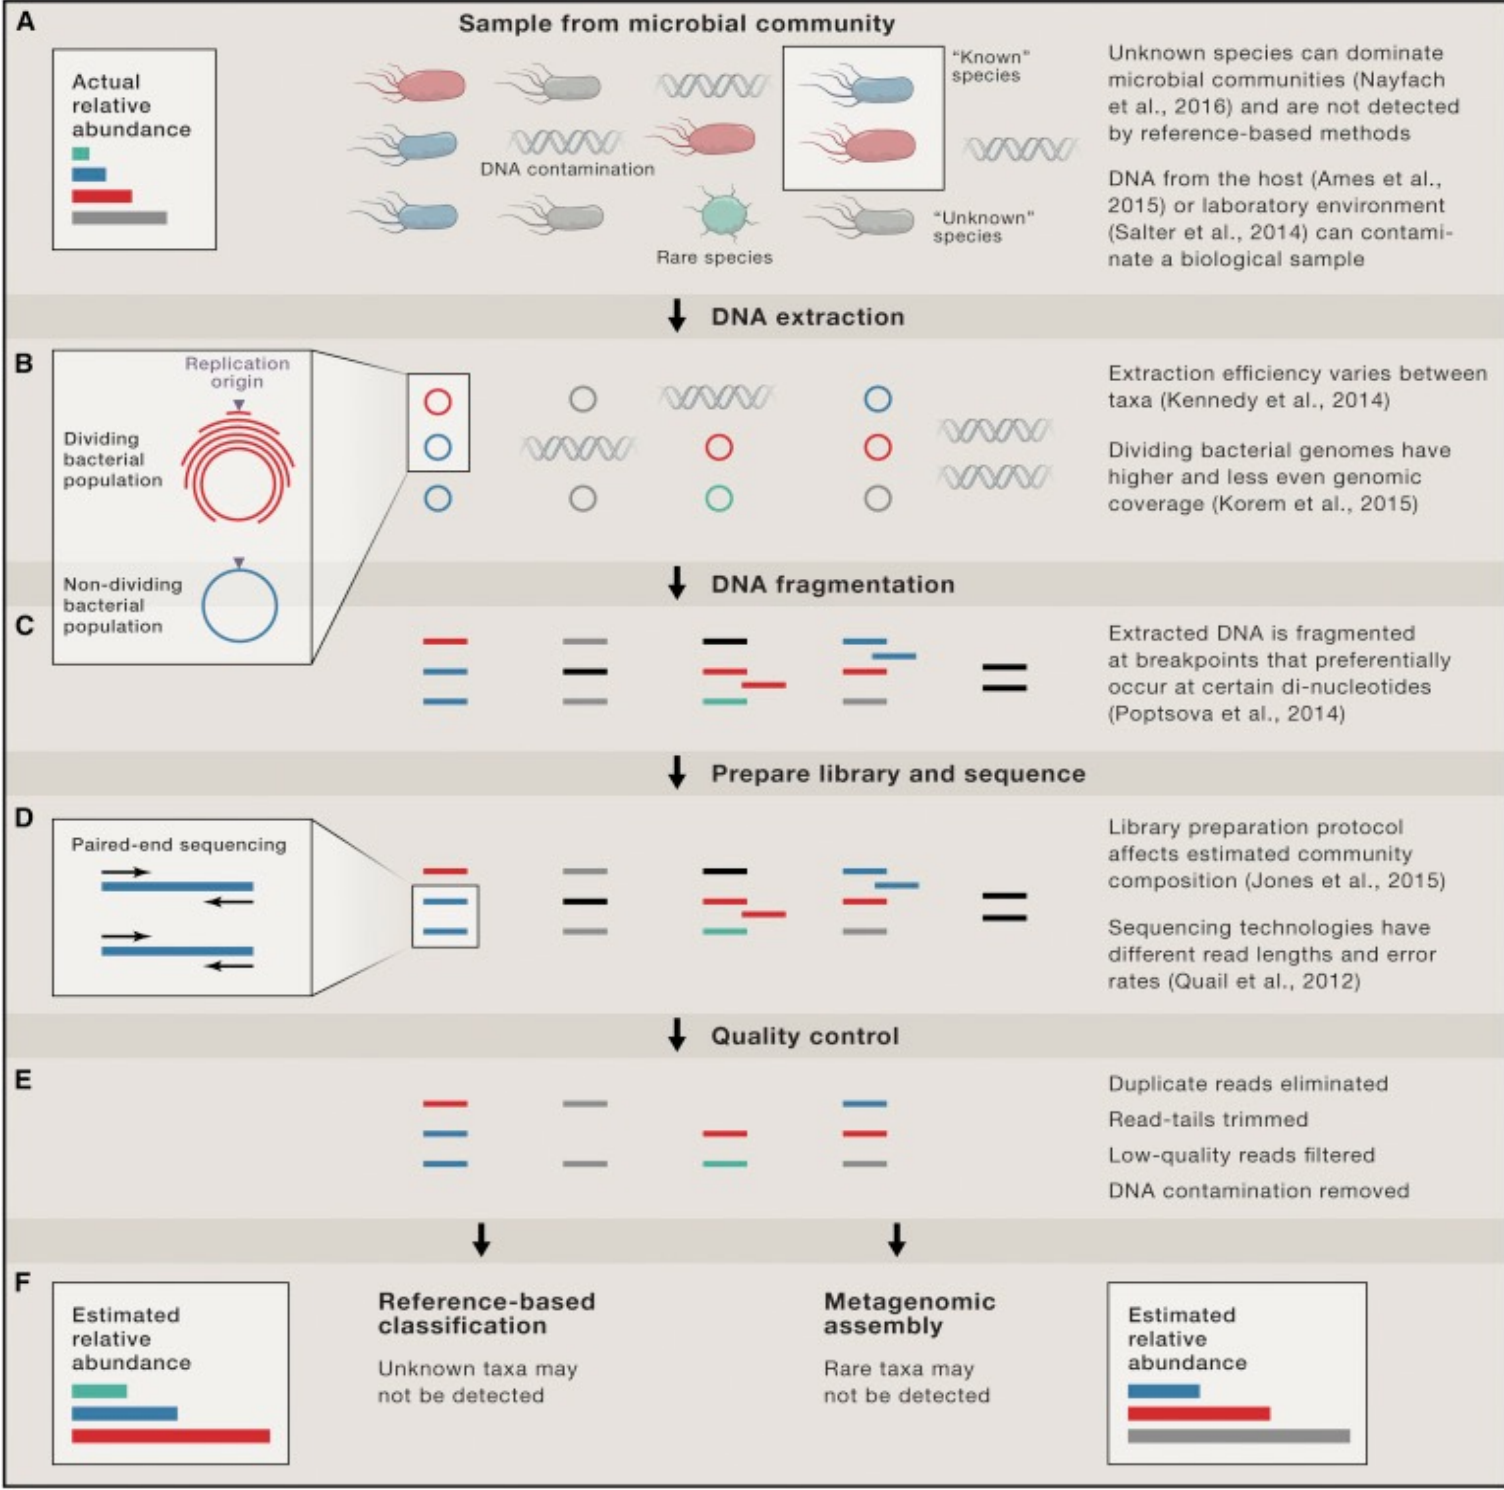 A
Sample from microbial community
Actual
relative
abundance
"Known"
species
DNA contamination
Rare species
"Unknown"
species
Unknown species can dominate
microbial communities (Nayfach
et al., 2016) and are not detected
by reference-based methods
DNA from the host (Ames et al.,
2015) or laboratory environment
(Salter et al., 2014) can contami-
nate a biological sample
DNA extraction
B
Replication
origin
Dividing
bacterial
population
Non-dividing
bacterial
population
Extraction efficiency varies between
taxa (Kennedy et al., 2014)
Dividing bacterial genomes have
higher and less even genomic
coverage (Korem et al., 2015)
DNA fragmentation
C
Extracted DNA is fragmented
at breakpoints that preferentially
occur at certain di-nucleotides
(Poptsova et al., 2014)
Prepare library and sequence
D
Paired-end sequencing
Library preparation protocol
affects estimated community
composition (Jones et al., 2015)
Sequencing technologies have
different read lengths and error
rates (Quail et al., 2012)
Quality control
E
Duplicate reads eliminated
Read-tails trimmed
Low-quality reads filtered
DNA contamination removed
F
Estimated
relative
abundance
Reference-based
classification
Unknown taxa may
not be detected
Metagenomic
assembly
Rare taxa may
not be detected
Estimated
relative
abundance